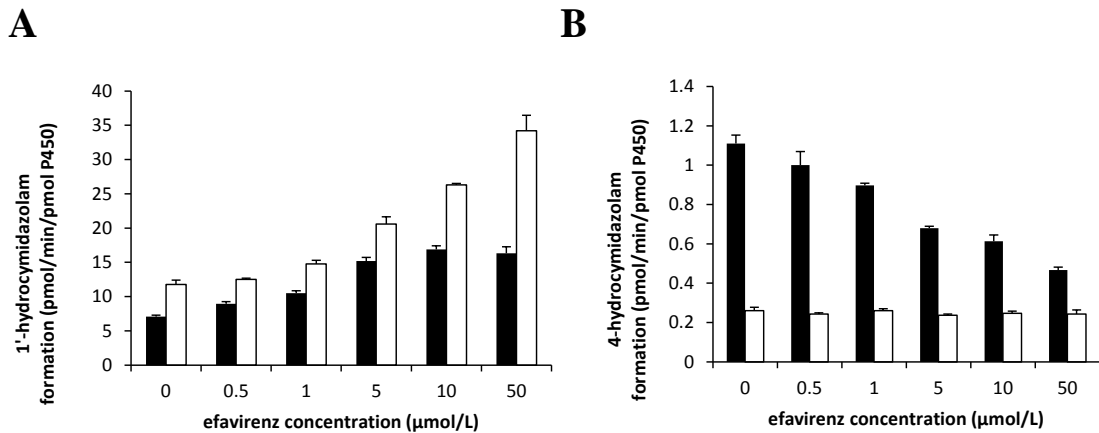 A
1'-hydrocymidazolam
formation (pmol/min/pmol P450)
40
35
30
25
20
15
10
5
0
0 0.5 1 5 10 50
efavirenz concentration (µmol/L)
B
4-hydrocymidazolam
formation (pmol/min/pmol P450)
1.4
1.2
1
0.8
0.6
0.4
0.2
0
0 0.5 1 5 10 50
efavirenz concentration (µmol/L)